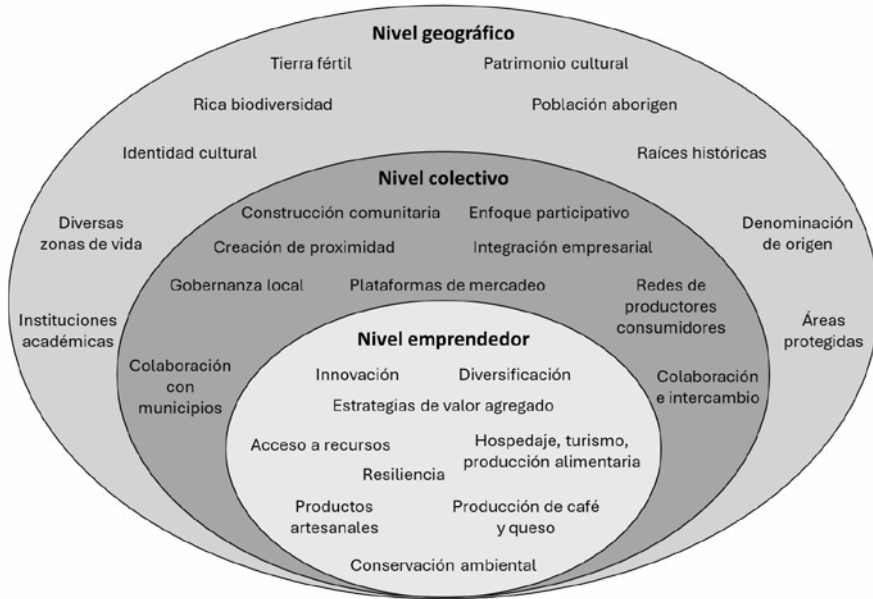 Nivel geográfico
Tierra fértil
Patrimonio cultural
Rica biodiversidad
Población aborigen
Identidad cultural
Raíces históricas
Nivel colectivo
Construcción comunitaria
Enfoque participativo
Diversas
zonas de vida
Denominación
de origen
Creación de proximidad
Integración empresarial
Gobernanza local
Plataformas de mercadeo
Redes de
productores
consumidores
Instituciones
académicas
Áreas
protegidas
Nivel emprendedor
Colaboración
con
municipios
Innovación
Diversificación
Colaboración
e intercambio
Estrategias de valor agregado
Acceso a recursos
Hospedaje, turismo,
producción alimentaria
Resiliencia
Productos
artesanales
Producción de café
y queso
Conservación ambiental